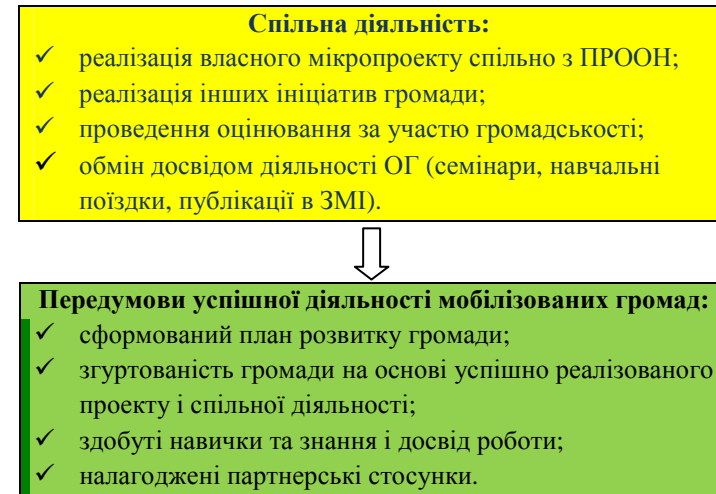 Спільна діяльність:
✓ реалізація власного мікропроекту спільно з ПРООН;
✓ реалізація інших ініціатив громади;
✓ проведення оцінювання за участю громадськості;
✓ обмін досвідом діяльності ОГ (семінари, навчальні
поїздки, публікації в ЗМІ).
Передумови успішної діяльності мобілізованих громад:
✓ сформований план розвитку громади;
✓ згуртованість громади на основі успішно реалізованого
проекту і спільної діяльності;
✓ здобуті навички та знання і досвід роботи;
✓ налагоджені партнерські стосунки.